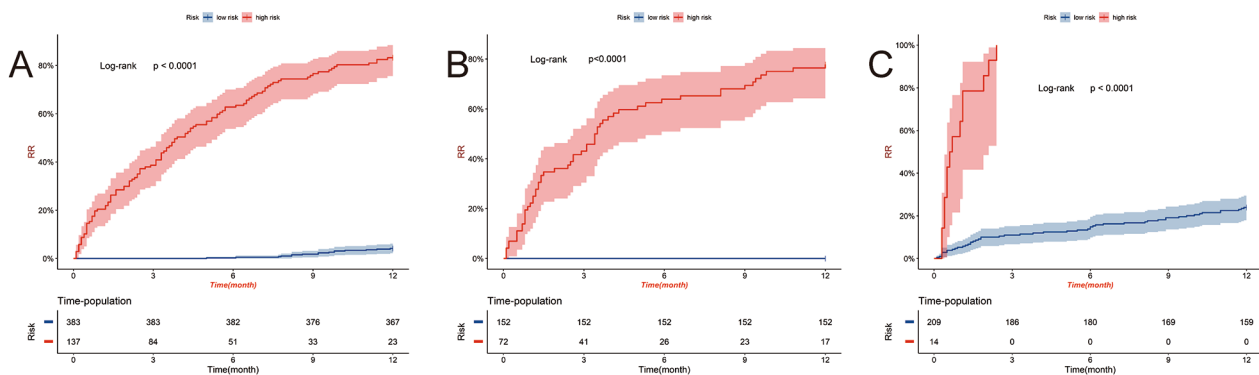 Risk low risk high risk
A
Log-rank p < 0.0001
RR
80%
60%
40%
20%
0%
0 3 6 9 12
Time(month)
Time-population
Risk
383 383 382 376 367
137 84 51 33 23
0 3 6 9 12
Time(month)
Risk low risk high risk
B
Log-rank p<0.0001
RR
80%
60%
40%
20%
0%
0 3 6 9 12
Time(month)
Time-population
Risk
152 152 152 152 152
72 41 26 23 17
0 3 6 9 12
Time(month)
Risk low risk high risk
C
Log-rank p < 0.0001
RR
100%
80%
60%
40%
20%
0%
0 3 6 9 12
Time(month)
Time-population
Risk
209 186 180 169 159
14 0 0 0 0
0 3 6 9 12
Time(month)